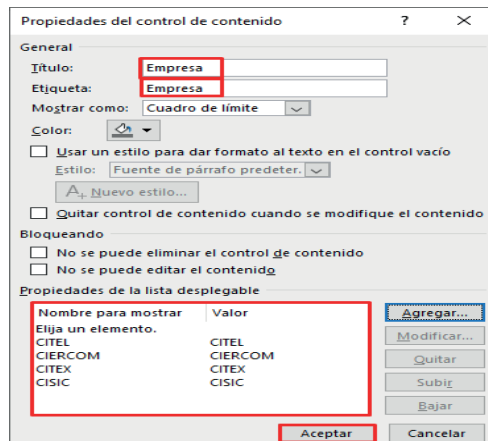 Propiedades del control de contenido ? ×
General
Título: Empresa
Etiqueta: Empresa
Mostrar como: Cuadro de límite
Color:
Usar un estilo para dar formato al texto en el control vacío
Estilo: Fuente de párrafo predeter.
A+ Nuevo estilo...
Quitar control de contenido cuando se modifique el contenido
Bloqueando
No se puede eliminar el control de contenido
No se puede editar el contenido
Propiedades de la lista desplegable
Nombre para mostrar Valor
Elija un elemento.
CITEL CITEL
CIERCOM CIERCOM
CITEX CITEX
CISIC CISIC
Agregar...
Modificar...
Quitar
Subir
Bajar
Aceptar Cancelar